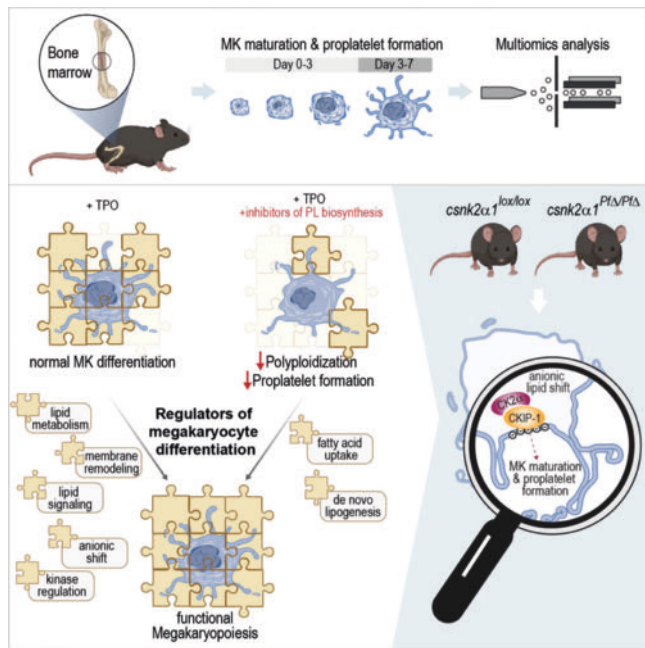 Bone
marrow
MK maturation & proplatelet formation
Day 0-3
Day 3-7
Multiomics analysis
+ TPO
normal MK differentiation
+ TPO
+inhibitors of PL biosynthesis
↓Polyploidization
↓Proplatelet formation
Regulators of
megakaryocyte
differentiation
lipid
metabolism
membrane
remodeling
lipid
signaling
anionic
shift
kinase
regulation
fatty acid
uptake
de novo
lipogenesis
functional
Megakaryopoiesis
csnk2α1lox/lox
csnk2α1PfΔ/PfΔ
anionic
lipid shift
CK2α
CKIP-1
MK maturation
& proplatelet
formation